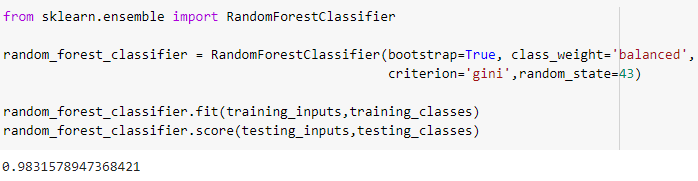 from sklearn.ensemble import RandomForestClassifier
random_forest_classifier = RandomForestClassifier(bootstrap=True, class_weight='balanced',
criterion='gini',random_state=43)
random_forest_classifier.fit(training_inputs,training_classes)
random_forest_classifier.score(testing_inputs,testing_classes)
0.9831578947368421